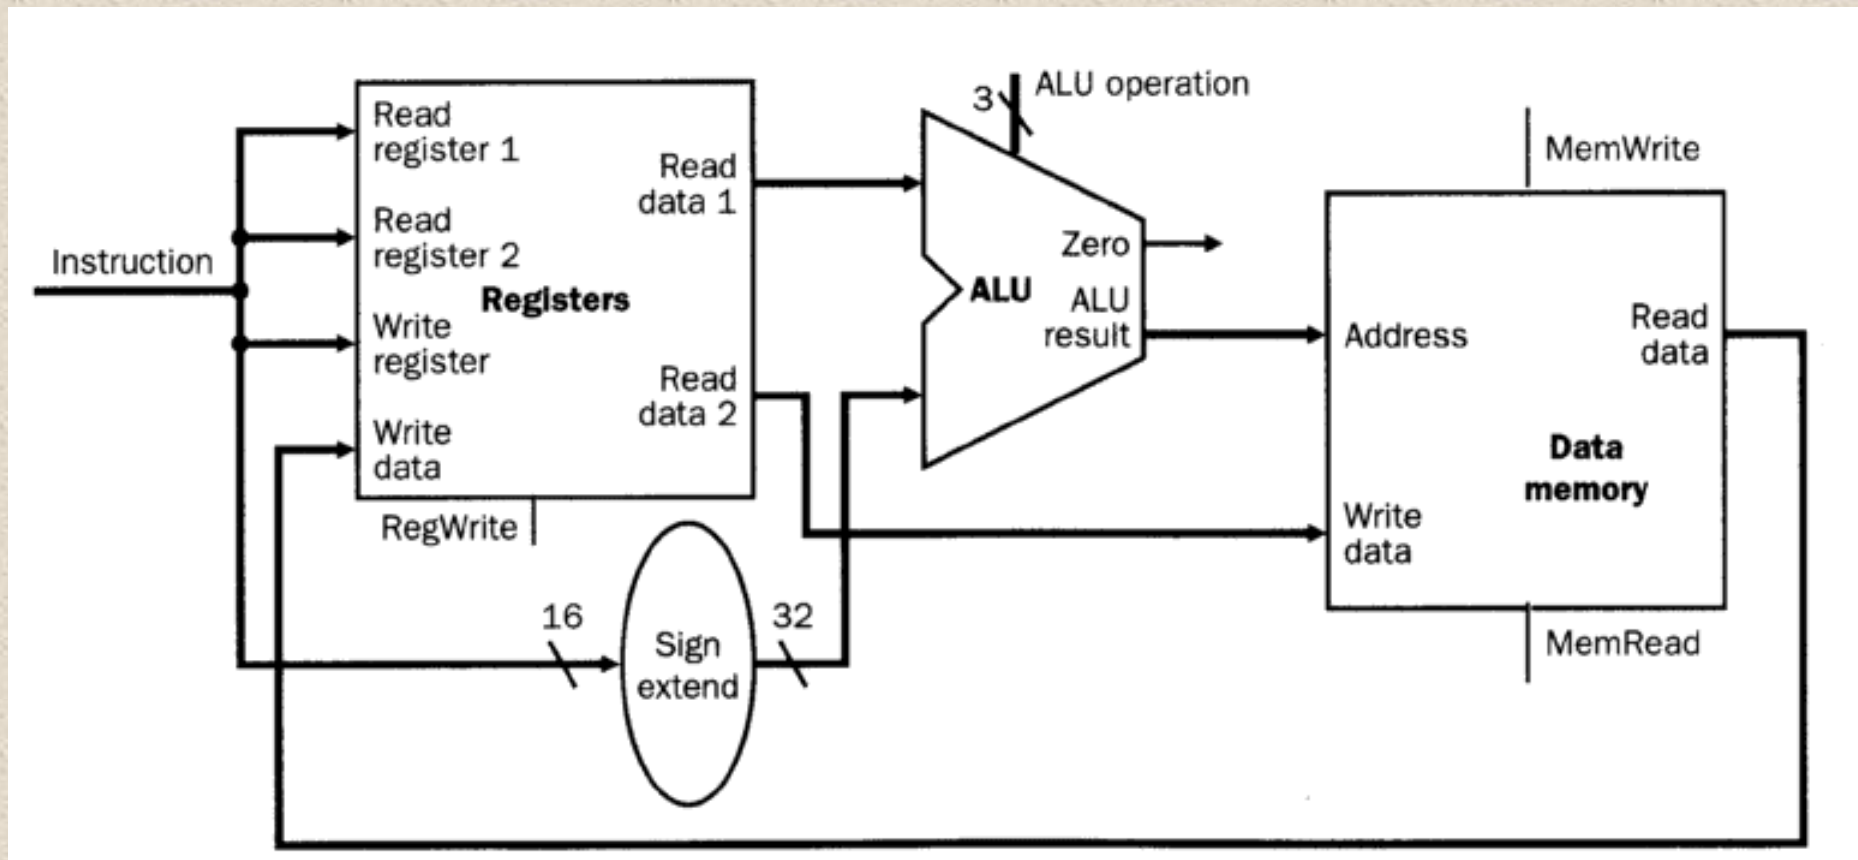 Instruction
Read
register 1
Read
register 2
Registers
Write
register
Write
data
Read
data 1
Read
data 2
RegWrite
16
Sign
extend
32
3
ALU operation
Zero
ALU
ALU
result
MemWrite
Address
Read
data
Data
memory
Write
data
MemRead